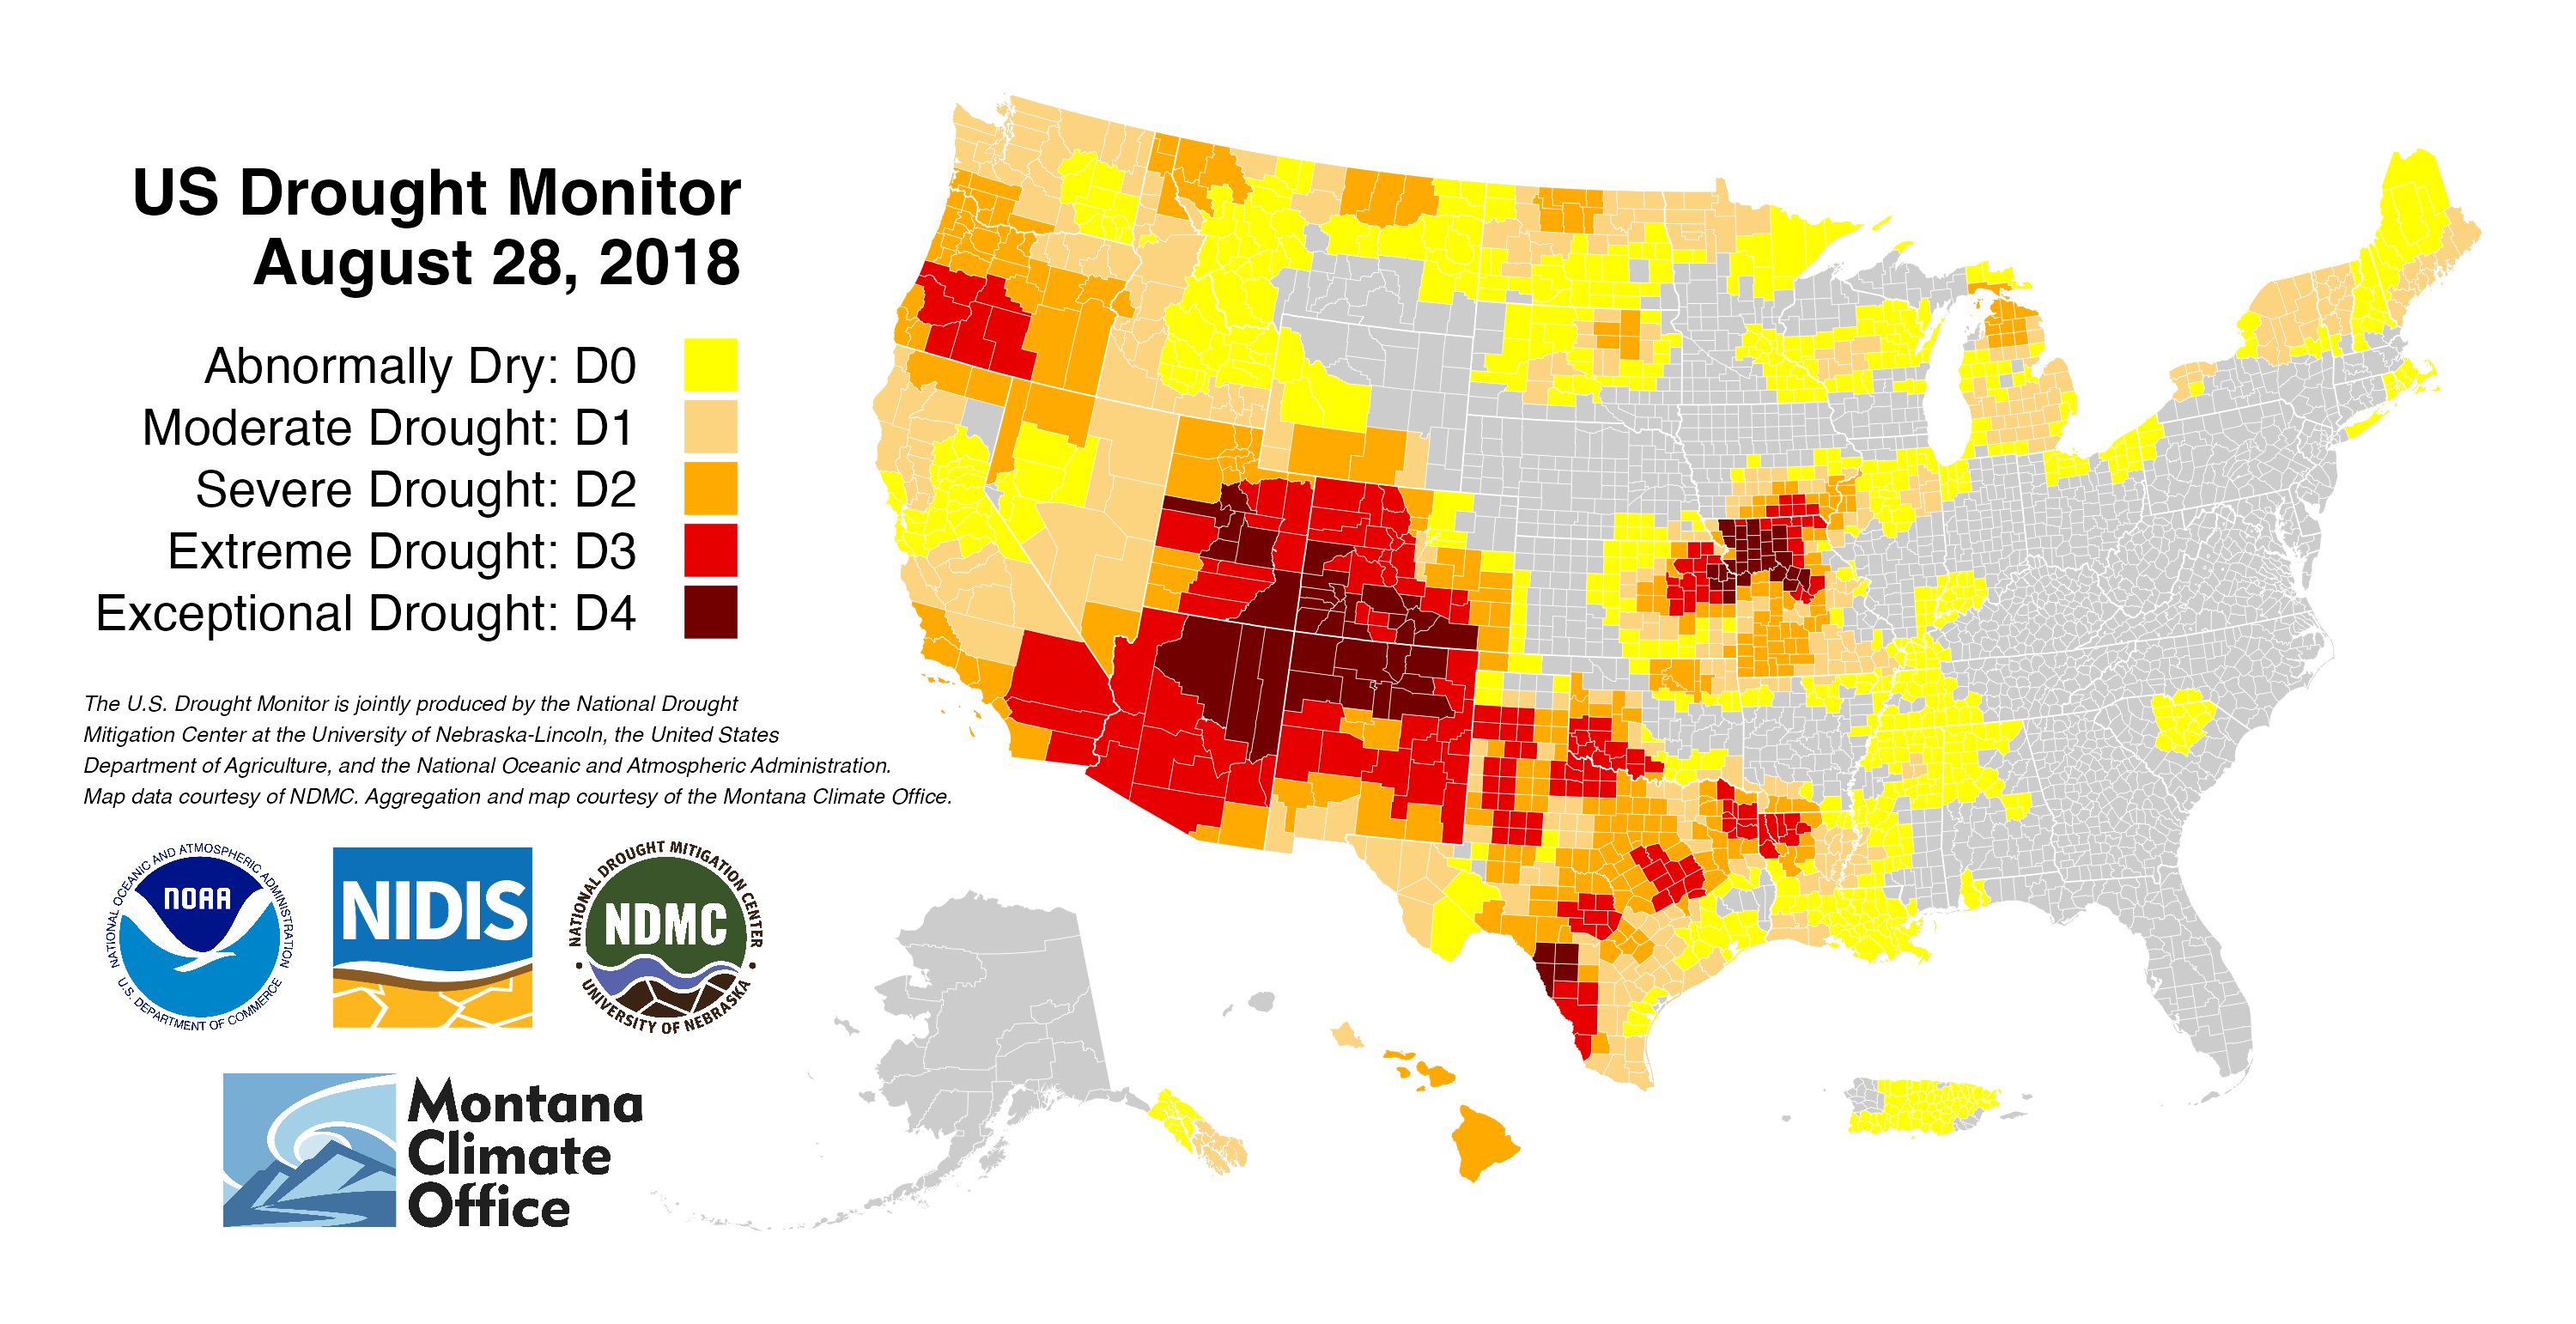 US Drought Monitor
August 28, 2018
Abnormally Dry: D0
Moderate Drought: D1
Severe Drought: D2
Extreme Drought: D3
Exceptional Drought: D4
The U.S. Drought Monitor is jointly produced by the National Drought
Mitigation Center at the University of Nebraska-Lincoln, the United States
Department of Agriculture, and the National Oceanic and Atmospheric Administration.
Map data courtesy of NDMC. Aggregation and map courtesy of the Montana Climate Office.
NATIONAL OCEANIC AND ATMOSPHERIC ADMINISTRATION
NOAA
U.S. DEPARTMENT OF COMMERCE
NIDIS
NATIONAL DROUGHT MITIGATION CENTER
NDMC
UNIVERSITY OF NEBRASKA
Montana
Climate
Office